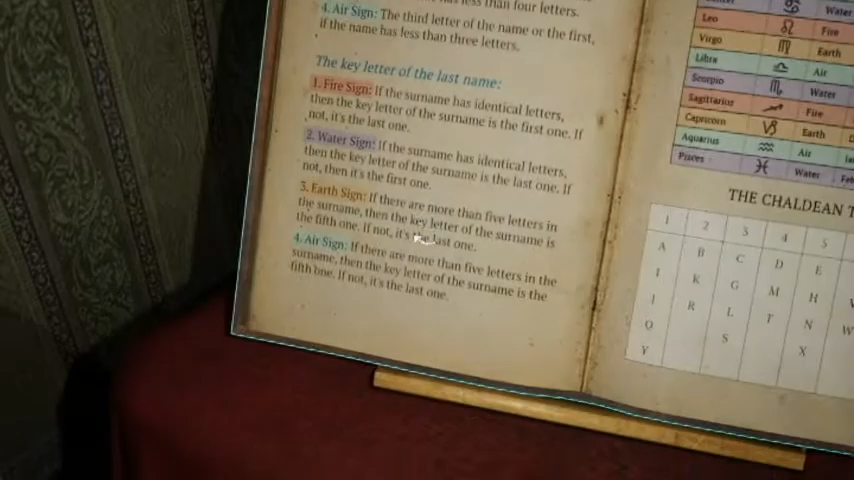 has less than four letters.
4. Air Sign: The third letter of the name or the first,
if the name has less than three letters.
The key letter of the last name:
1. Fire Sign: If the surname has identical letters,
then the key letter of the surname is the first one. If
not, it's the last one.
2. Water Sign: If the surname has identical letters,
then the key letter of the surname is the last one. If
not, then it's the first one.
3. Earth Sign: If there are more than five letters in
the surname, then the key letter of the surname is
the fifth one. If not, it's the last one.
4. Air Sign: If there are more than five letters in the
surname, then the key letter of the surname is the
fifth one. If not, it's the last one.
Water
Leo ♌ Fire
Virgo ♍ Earth
Libra ♎ Air
Scorpio ♏ Water
Sagittarius ♐ Fire
Capricorn ♑ Earth
Aquarius ♒ Air
Pisces ♓ Water
THE CHALDEAN
1 2 3 4 5
A B C D E
I K G M H
R L T N
Q S X
Y